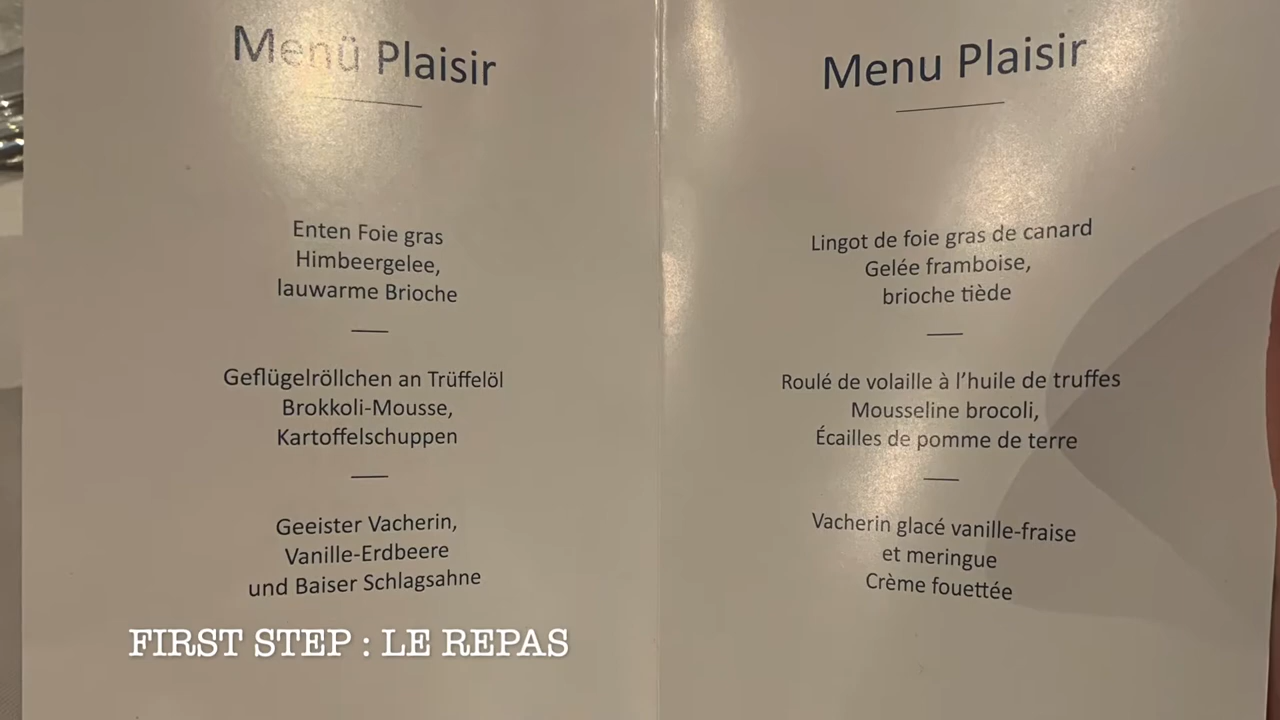 Menü Plaisir
Enten Foie gras
Himbeergelee,
lauwarme Brioche
Geflügelröllchen an Trüffelöl
Brokkoli-Mousse,
Kartoffelschuppen
Geeister Vacherin,
Vanille-Erdbeere
und Baiser Schlagsahne
Menu Plaisir
Lingot de foie gras de canard
Gelée framboise,
brioche tiède
Roulé de volaille à l'huile de truffes
Mousseline brocoli,
Écailles de pomme de terre
Vacherin glacé vanille-fraise
et meringue
Crème fouettée
FIRST STEP : LE REPAS